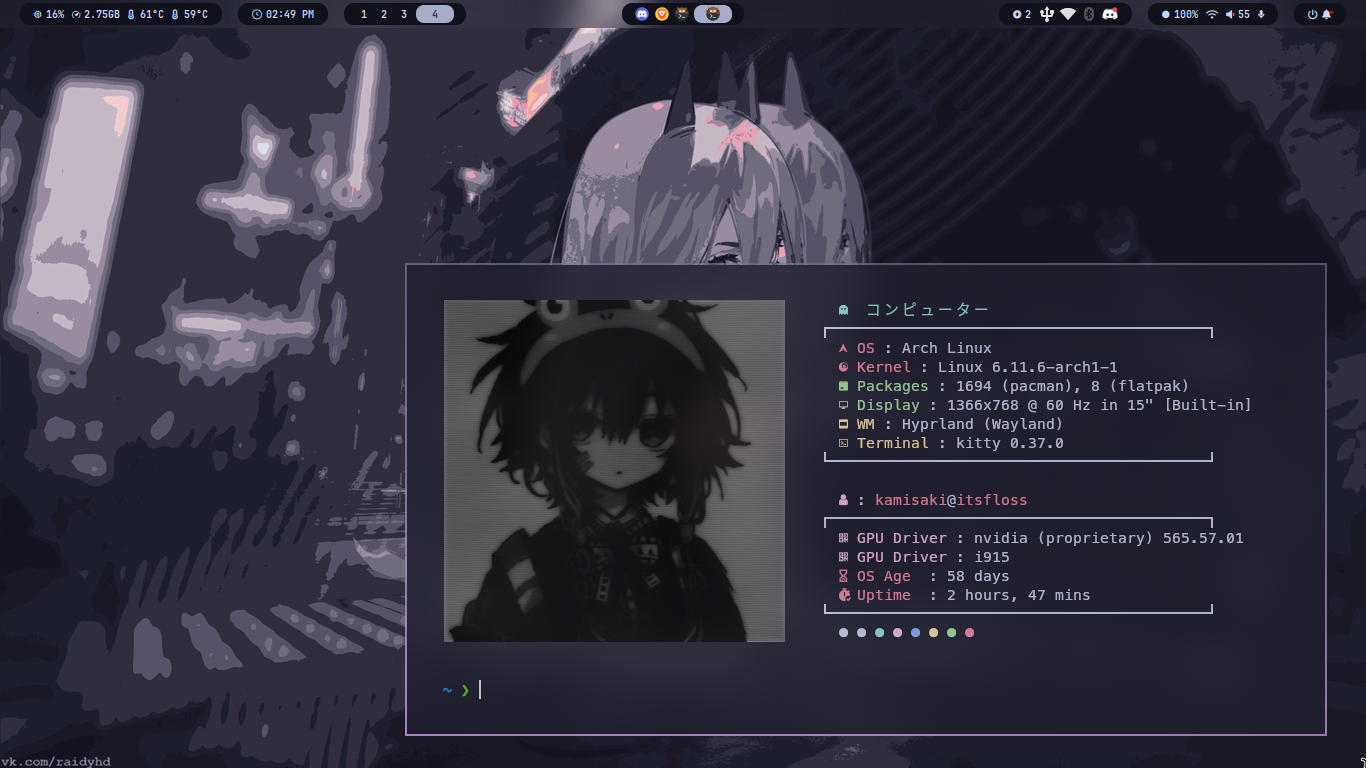 16% 2.75GB 61°C 59°C
02:49 PM
1 2 3 4
2
100% 55
コンピューター
OS : Arch Linux
Kernel : Linux 6.11.6-arch1-1
Packages : 1694 (pacman), 8 (flatpak)
Display : 1366x768 @ 60 Hz in 15" [Built-in]
WM : Hyprland (Wayland)
Terminal : kitty 0.37.0
: kamisaki@itsfloss
GPU Driver : nvidia (proprietary) 565.57.01
GPU Driver : i915
OS Age : 58 days
Uptime : 2 hours, 47 mins
~ ❯
vk.com/raidyhd